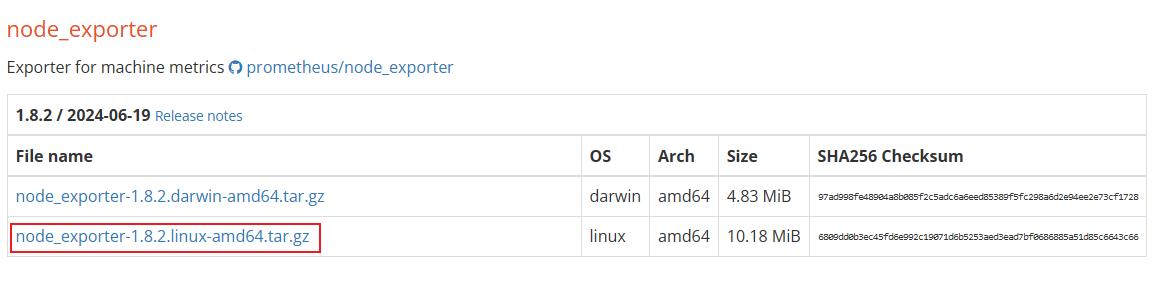 node_exporter
Exporter for machine metrics prometheus/node_exporter
1.8.2 / 2024-06-19 Release notes
File name OS Arch Size SHA256 Checksum
node_exporter-1.8.2.darwin-amd64.tar.gz darwin amd64 4.83 MiB 97ad998fe48904a8b085f2c5adc6a6eed85389f5fc298a6d2e94ee2e73cf1728
node_exporter-1.8.2.linux-amd64.tar.gz linux amd64 10.18 MiB 6809dd0b3ec45fd6e992c19071d6b5253aed3ead7bf0686885a51d85c6643c66